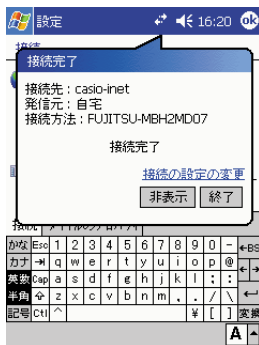 設定 16:20 ok
接続完了
接続先 : casio-inet
発信元 : 自宅
接続方法 : FUJITSU-MBH2MD07
接続完了
接続の設定の変更
非表示 終了
かな Esc 1 2 3 4 5 6 7 8 9 0 - ←BS
カナ →| q w e r t y u i o p @
英数 Cap a s d f g h j k l ; : ← →
半角 z x c v b n m , . / \ ↵
記号 Ctl ^ ¥ [ ] 変換
A